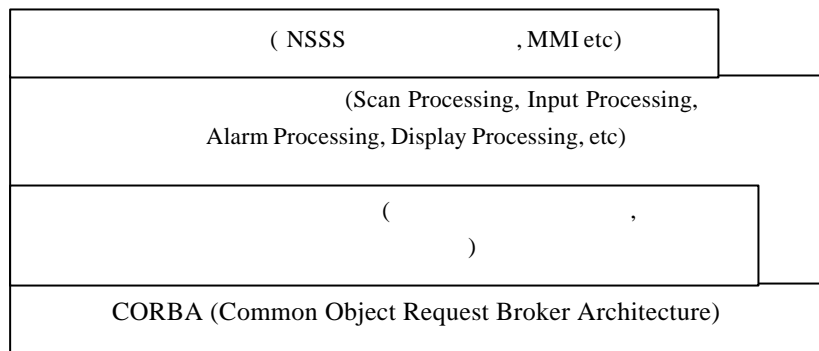 ( NSSS , MMI etc)
(Scan Processing, Input Processing,
Alarm Processing, Display Processing, etc)
( ,
)
CORBA (Common Object Request Broker Architecture)